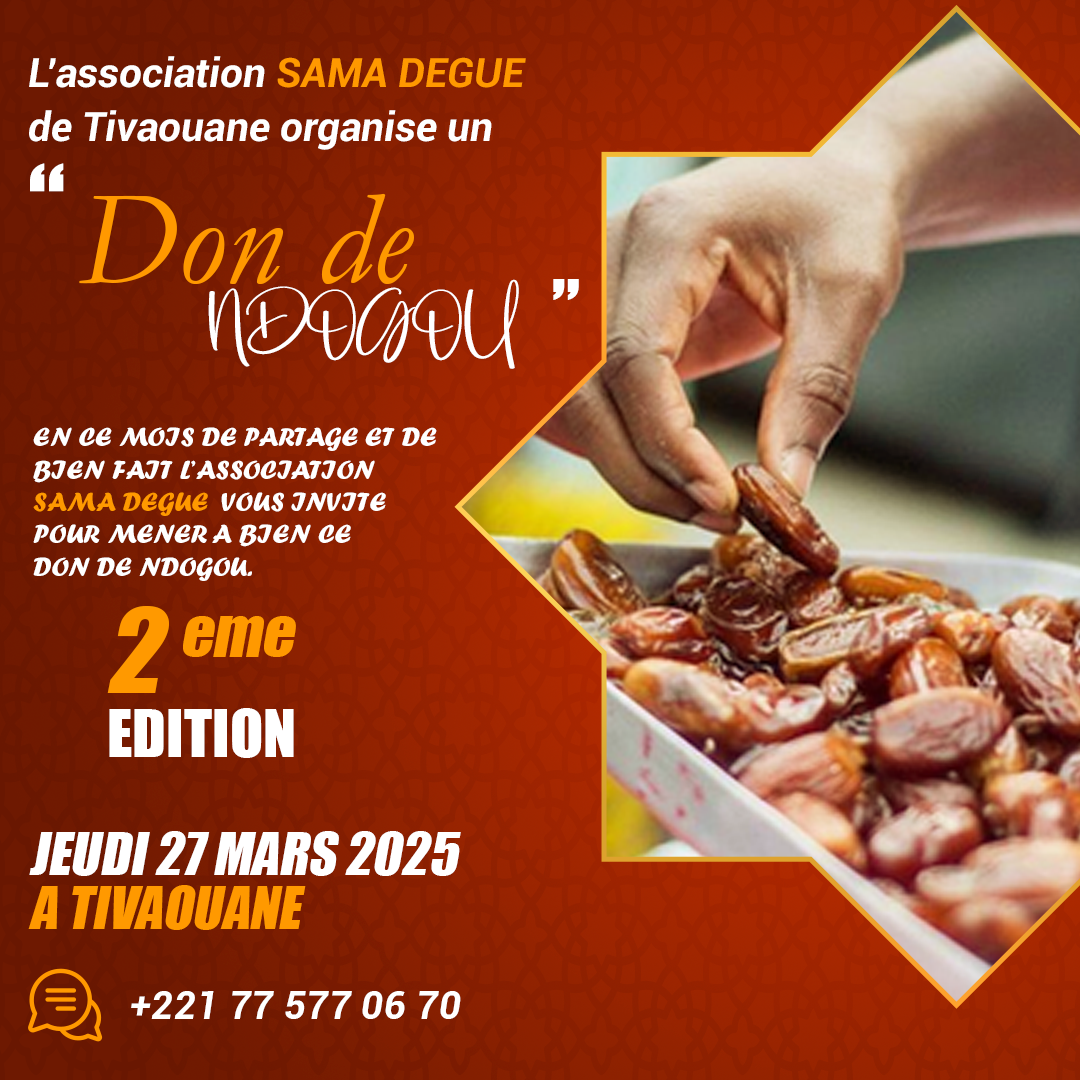 L'association SAMA DEGUE
de Tivaouane organise un
“
Don de
NDOGOU ”
EN CE MOIS DE PARTAGE ET DE
BIEN FAIT L'ASSOCIATION
SAMA DEGUE VOUS INVITE
POUR MENER A BIEN CE
DON DE NDOGOU.
2 eme
EDITION
JEUDI 27 MARS 2025
A TIVAOUANE
+221 77 577 06 70